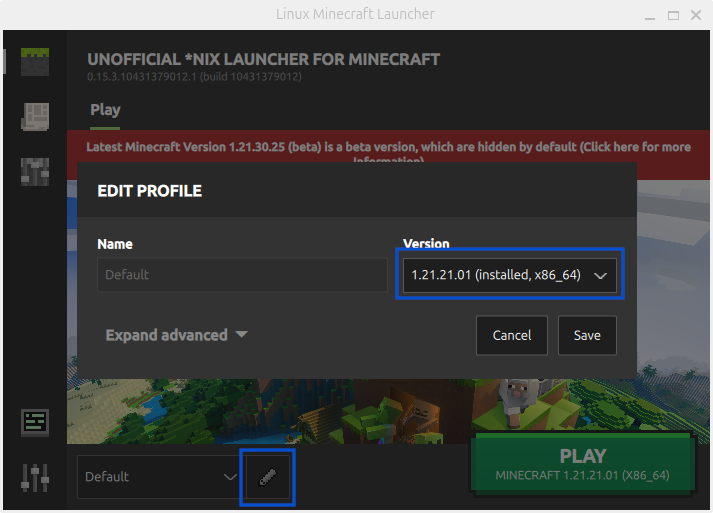 Linux Minecraft Launcher
UNOFFICIAL *NIX LAUNCHER FOR MINECRAFT
0.15.3.10431379012.1 (build 10431379012)
Play
Latest Minecraft Version 1.21.30.25 (beta) is a beta version, which are hidden by default (Click here for more
Information)
EDIT PROFILE
Name
Version
Default
1.21.21.01 (installed, x86_64)
Expand advanced
Cancel
Save
Default
PLAY
MINECRAFT 1.21.21.01 (X86_64)